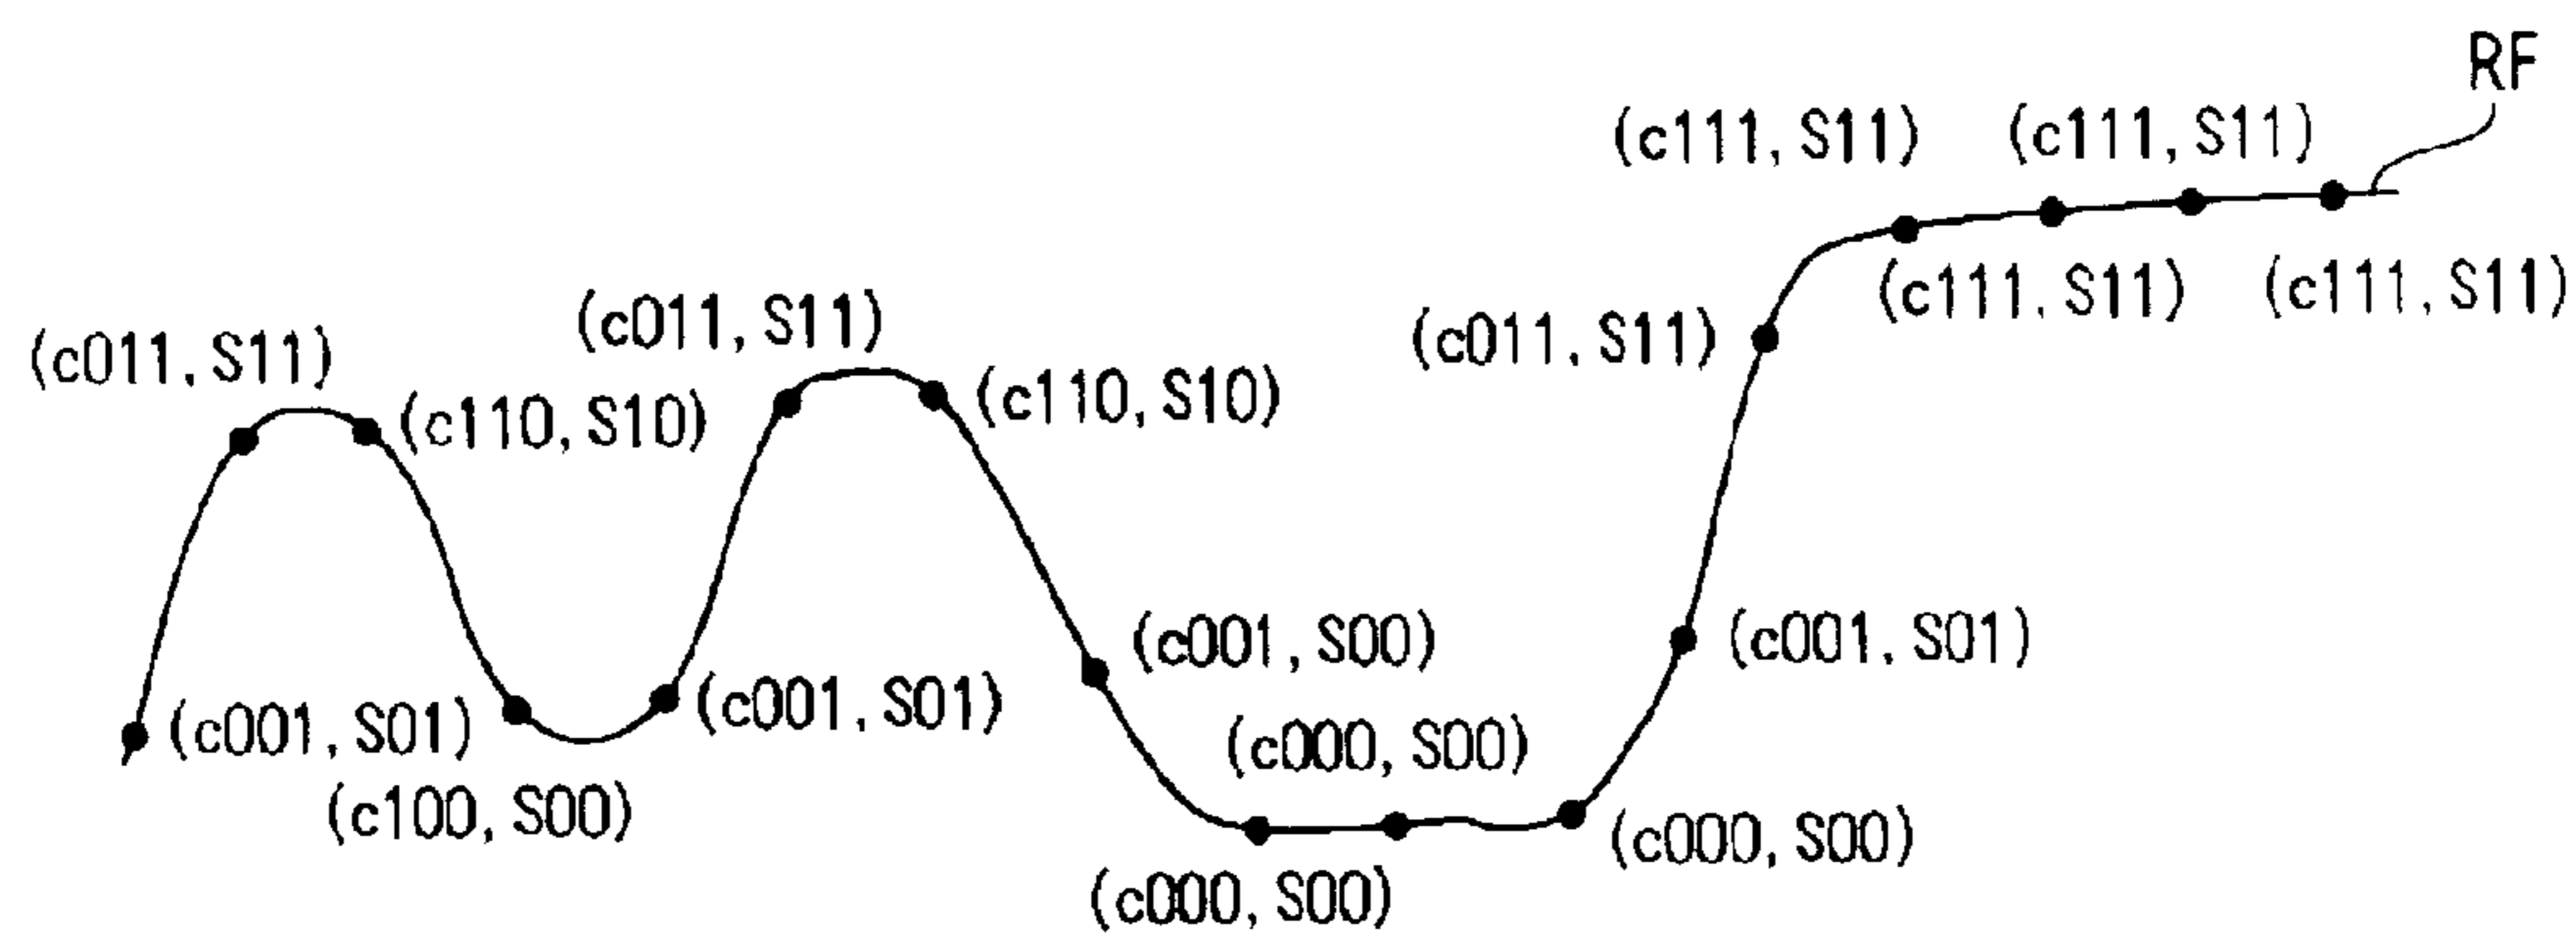 RF
(c111, S11) (c111, S11)
(c111, S11) (c111, S11)
(c011, S11) (c011, S11) (c011, S11)
(c110, S10) (c110, S10)
(c001, S00) (c001, S01)
(c001, S01) (c001, S01)
(c000, S00)
(c100, S00) (c000, S00)
(c000, S00)